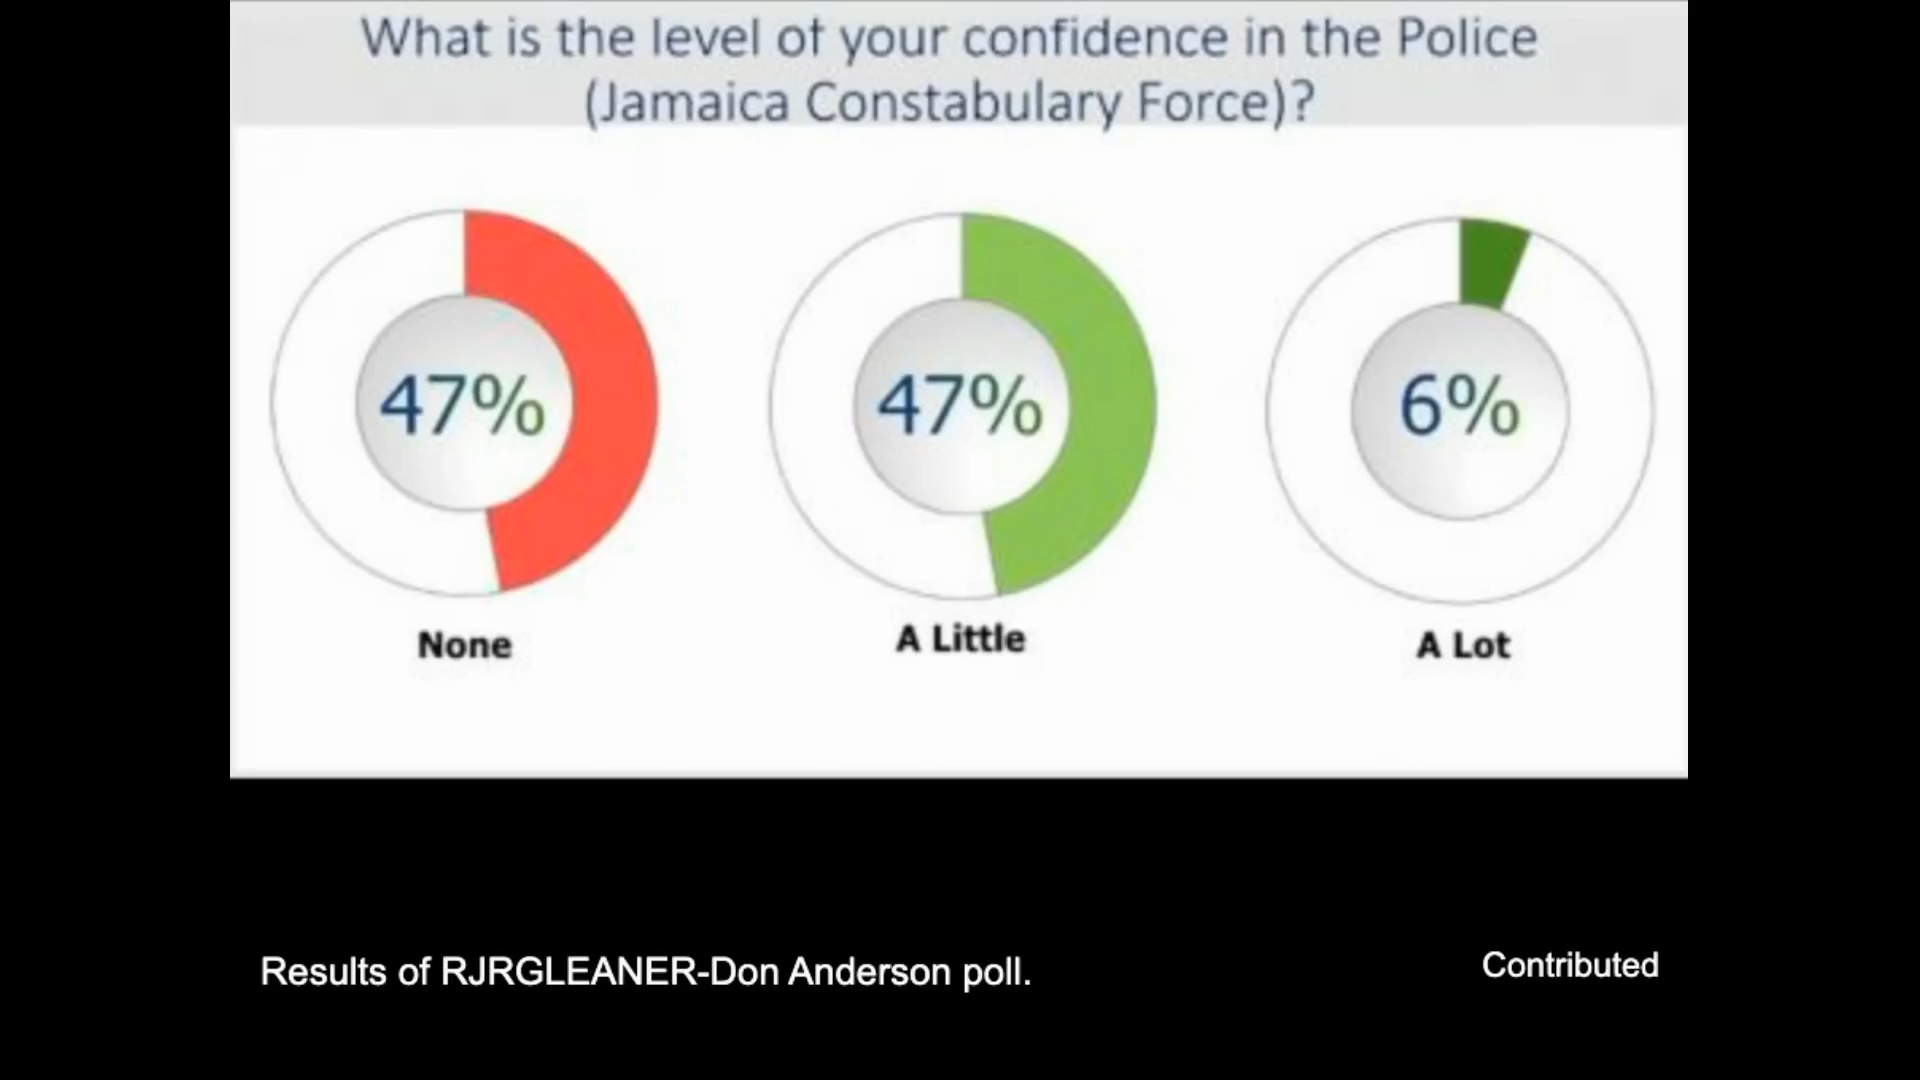 What is the level of your confidence in the Police
(Jamaica Constabulary Force)?
47%
47%
6%
None
A Little
A Lot
Results of RJRGLEANER-Don Anderson poll.
Contributed